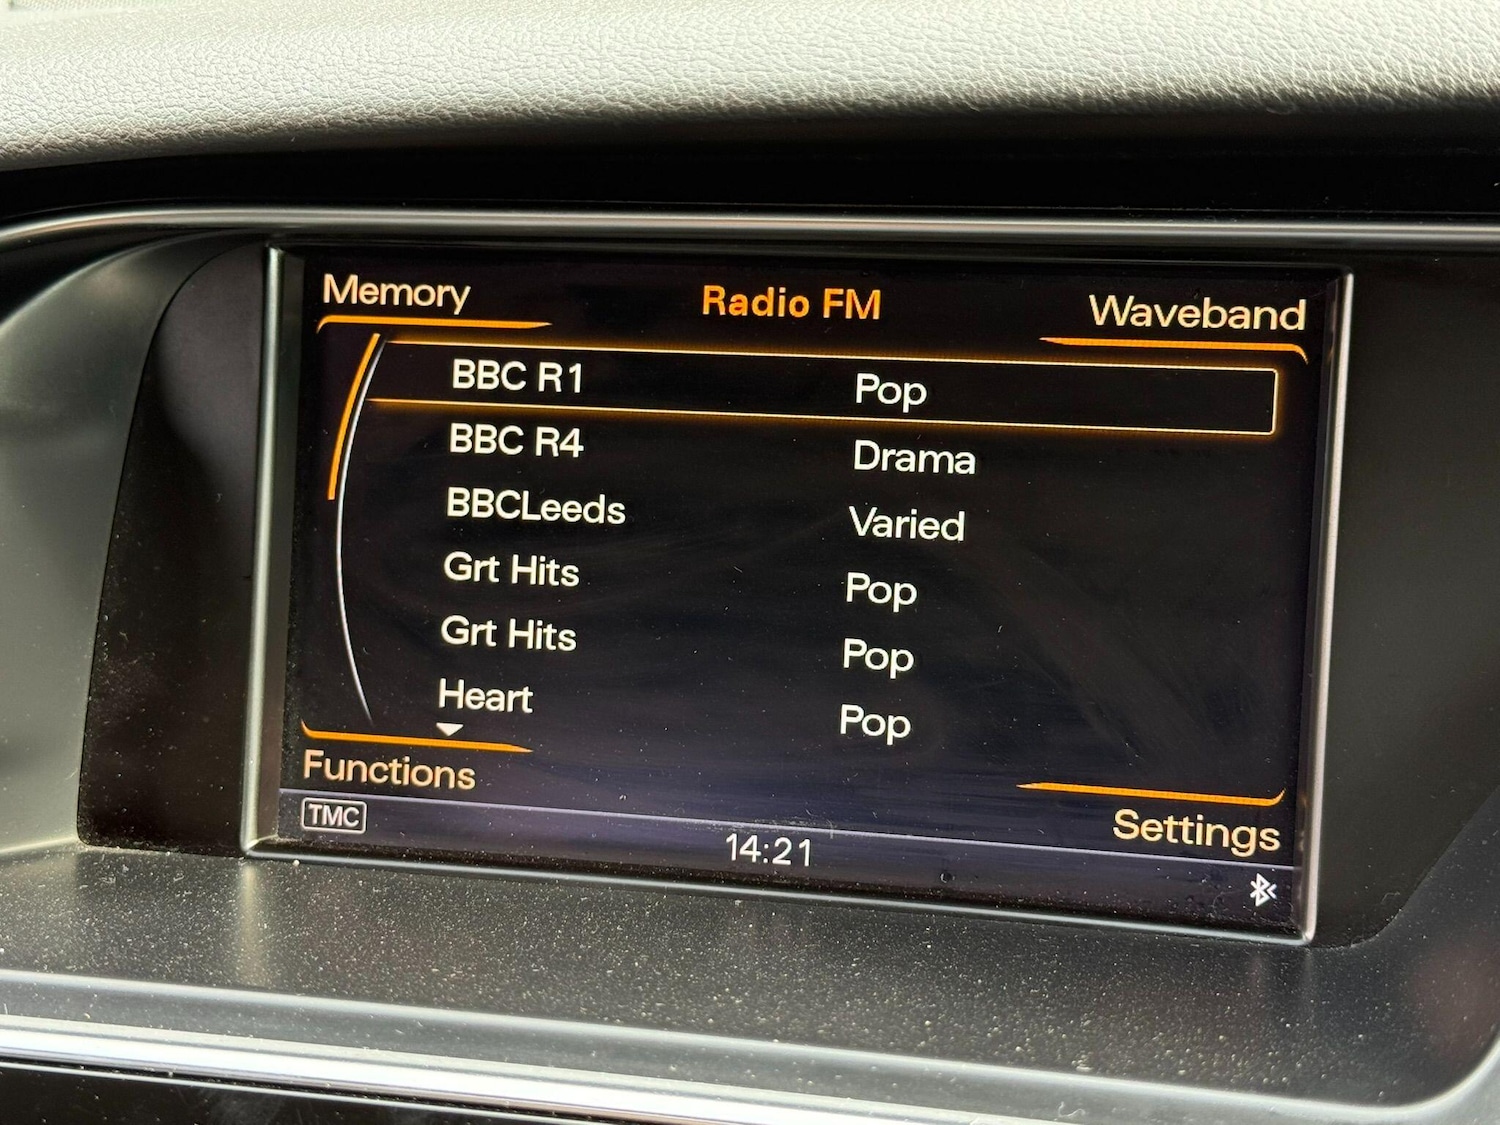 Memory Radio FM Waveband
BBC R1 Pop
BBC R4 Drama
BBCLeeds Varied
Grt Hits Pop
Grt Hits Pop
Heart Pop
Functions Settings
TMC 14:21